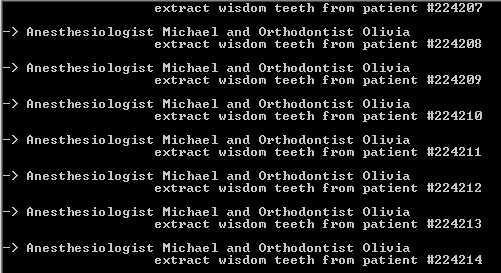 extract wisdom teeth from patient #224207
-> Anesthesiologist Michael and Orthodontist Olivia
extract wisdom teeth from patient #224208
-> Anesthesiologist Michael and Orthodontist Olivia
extract wisdom teeth from patient #224209
-> Anesthesiologist Michael and Orthodontist Olivia
extract wisdom teeth from patient #224210
-> Anesthesiologist Michael and Orthodontist Olivia
extract wisdom teeth from patient #224211
-> Anesthesiologist Michael and Orthodontist Olivia
extract wisdom teeth from patient #224212
-> Anesthesiologist Michael and Orthodontist Olivia
extract wisdom teeth from patient #224213
-> Anesthesiologist Michael and Orthodontist Olivia
extract wisdom teeth from patient #224214